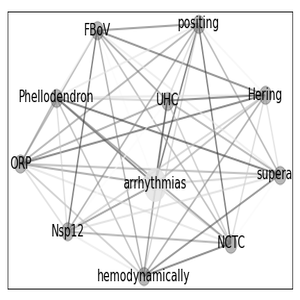 positing
FBoV
Phellodendron
UHC
Hering
ORP
arrhythmias
supera
Nsp12
NCTC
hemodynamically